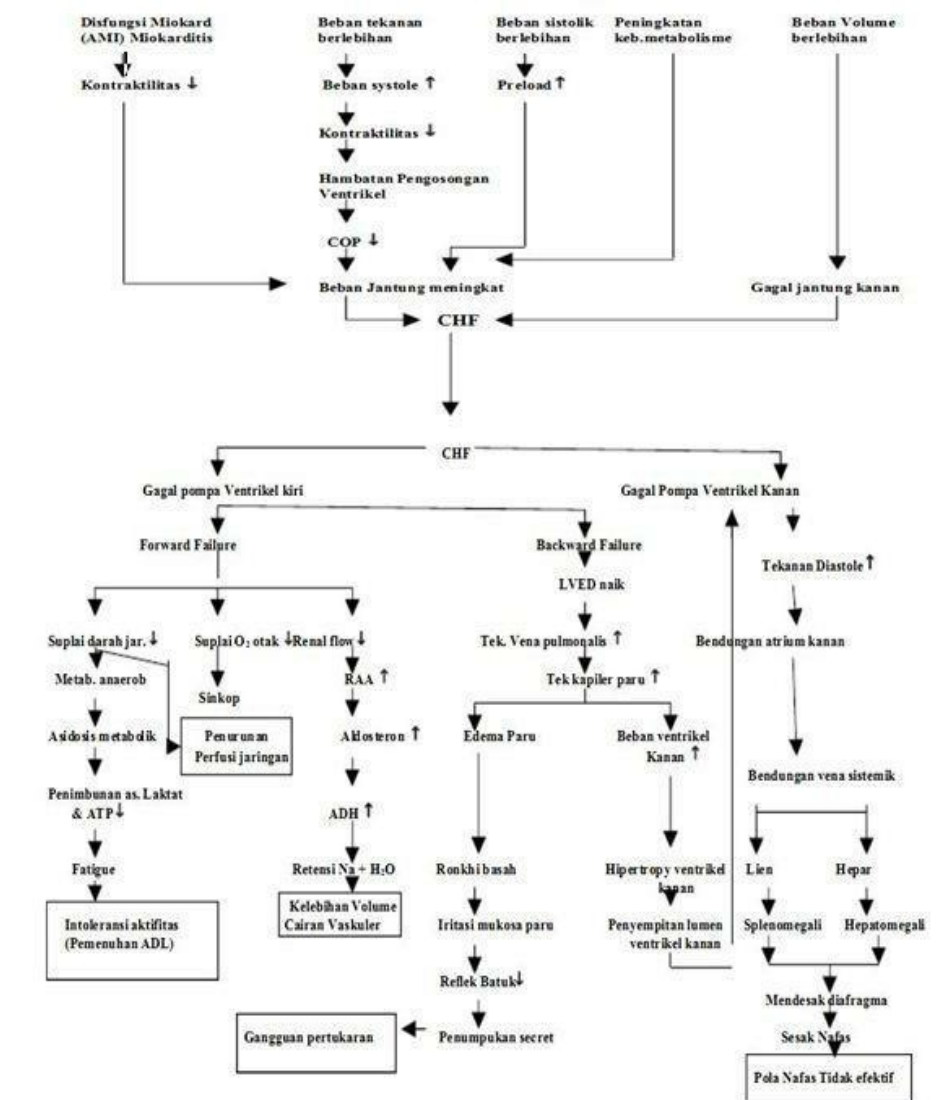 Disfungsi Miokard
(AMI) Miokarditis
Beban tekanan
berlebihan
Beban sistolik
berlebihan
Peningkatan
keb.metabolisme
Beban Volume
berlebihan
Kontraktilitas ↓
Beban systole ↑
Preload ↑
Kontraktilitas ↓
Hambatan Pengosongan
Ventrikel
COP ↓
Beban Jantung meningkat
Gagal jantung kanan
CHF
CHF
Gagal pompa Ventrikel kiri
Gagal Pompa Ventrikel Kanan
Forward Failure
Backward Failure
Tekanan Diastole ↑
LVED naik
Suplai darah jar. ↓
Suplai O₂ otak ↓
Renal flow ↓
Tek. Vena pulmonalis ↑
Bendungan atrium kanan
Metab. anaerob
Sinkop
RAA ↑
Tek kapiler paru ↑
Asidosis metabolik
Penurunan
Perfusi jaringan
Aldosteron ↑
Edema Paru
Beban ventrikel
Kanan ↑
Bendungan vena sistemik
Penimbunan as. Laktat
& ATP ↓
ADH ↑
Fatigue
Retensi Na + H₂O
Ronkhi basah
Hipertropy ventrikel
kanan
Lien
Hepar
Intoleransi aktifitas
(Pemenuhan ADL)
Kelebihan Volume
Cairan Vaskuler
Iritasi mukosa paru
Penyempitan lumen
ventrikel kanan
Splenomegali
Hepatomegali
Reflek Batuk ↓
Mendesak diafragma
Gangguan pertukaran
Penumpukan secret
Sesak Nafas
Pola Nafas Tidak efektif